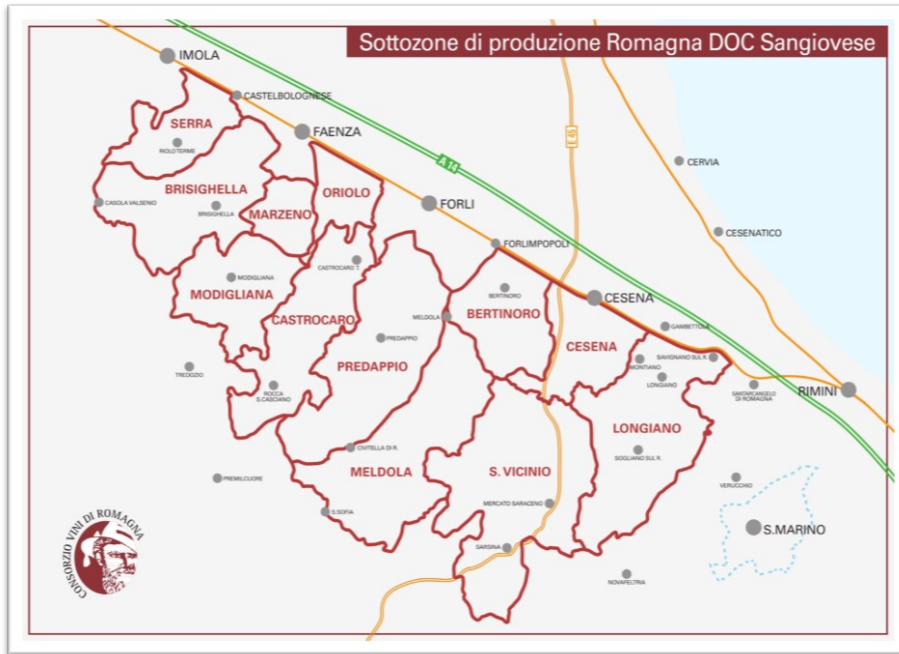 Sottozone di produzione Romagna DOC Sangiovese
IMOLA
CASTELBOLOGNESE
SERRA
FAENZA
RIOLO TERME
E 45
A 14
CERVIA
BRISIGHELLA
ORIOLO
CASOLA VALSENIO
BRISIGHELLA
MARZENO
FORLI
CESENATICO
FORLIMPOPOLI
CASTROCARO T.
MODIGLIANA
MODIGLIANA
BERTINORO
CESENA
CASTROCARO
MELDOLA
BERTINORO
GAMBETTOLA
PREDAPPIO
CESENA
SAVIGNANO SUL R.
MONTIANO
PREDAPPIO
TREDOZIO
LONGIANO
ROCCA
S.CASCIANO
SANTARCANGELO
DI ROMAGNA
RIMINI
LONGIANO
CIVITELLA DI R.
SOGLIANO SUL R.
MELDOLA
S. VICINIO
PREMILCUORE
VERUCCHIO
MERCATO SARACENO
S.SOFIA
S.MARINO
SARSINA
NOVAFELTRIA
CONSORZIO VINI DI ROMAGNA